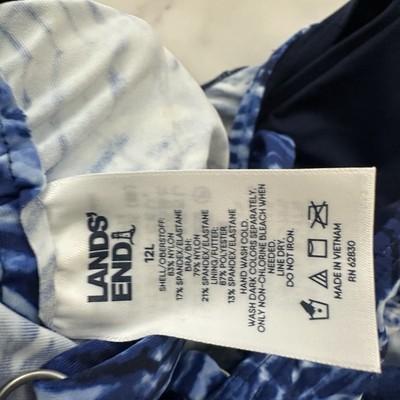 LANDS'
END
12L
SHELL/OBERSTOFF:
83% NYLON
17% SPANDEX/ELASTANE
BRA/BH:
79% NYLON
21% SPANDEX/ELASTANE
LINING/FUTTER:
87% POLYESTER
13% SPANDEX/ELASTANE
HAND WASH COLD.
WASH DARK COLORS SEPARATELY.
ONLY NON-CHLORINE BLEACH WHEN
NEEDED.
LINE DRY.
DO NOT IRON.
MADE IN VIETNAM
RN 62830